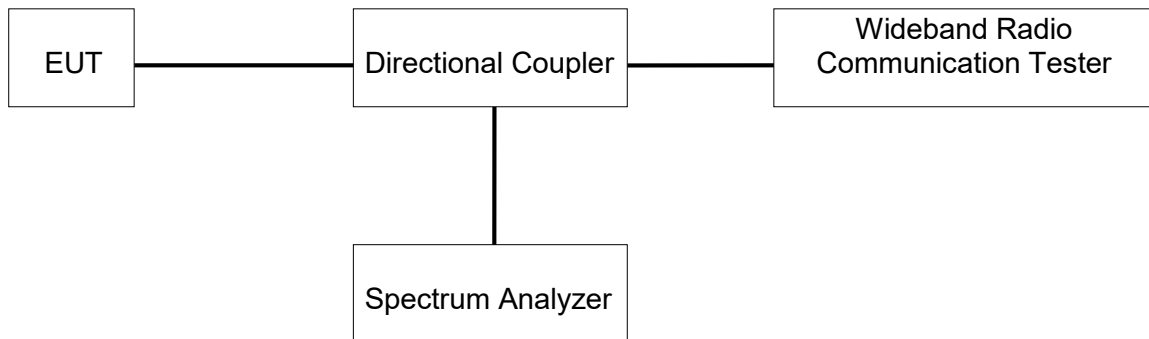 EUT
Directional Coupler
Wideband Radio
Communication Tester
Spectrum Analyzer